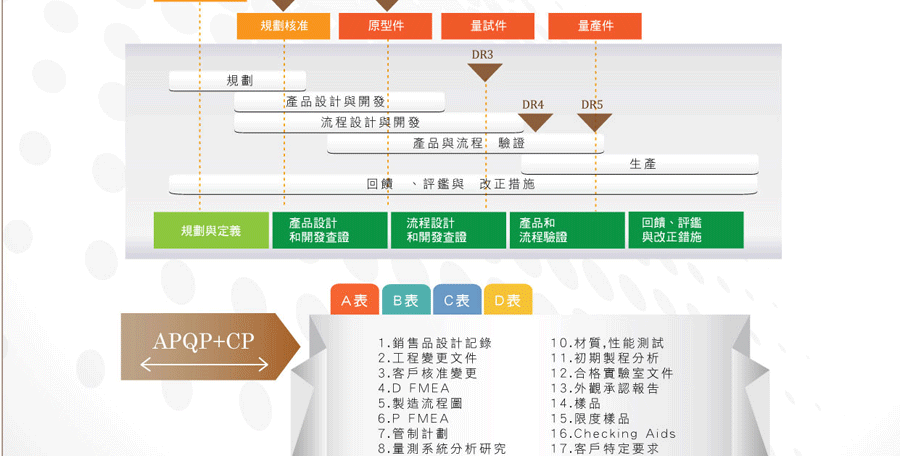 規劃核准
原型件
量試件
量產件
DR3
規劃
產品設計與開發
DR4
DR5
流程設計與開發
產品與流程 驗證
生產
回饋 、評鑑與 改正措施
規劃與定義
產品設計
和開發查證
流程設計
和開發查證
產品和
流程驗證
回饋、評鑑
與改正錯施
A表
B表
C表
D表
APQP+CP
1.銷售品設計記錄
2.工程變更文件
3.客戶核准變更
4.D FMEA
5.製造流程圖
6.P FMEA
7.管制計劃
8.量測系統分析研究
10.材質,性能測試
11.初期製程分析
12.合格實驗室文件
13.外觀承認報告
14.樣品
15.限度樣品
16.Checking Aids
17.客戶特定要求